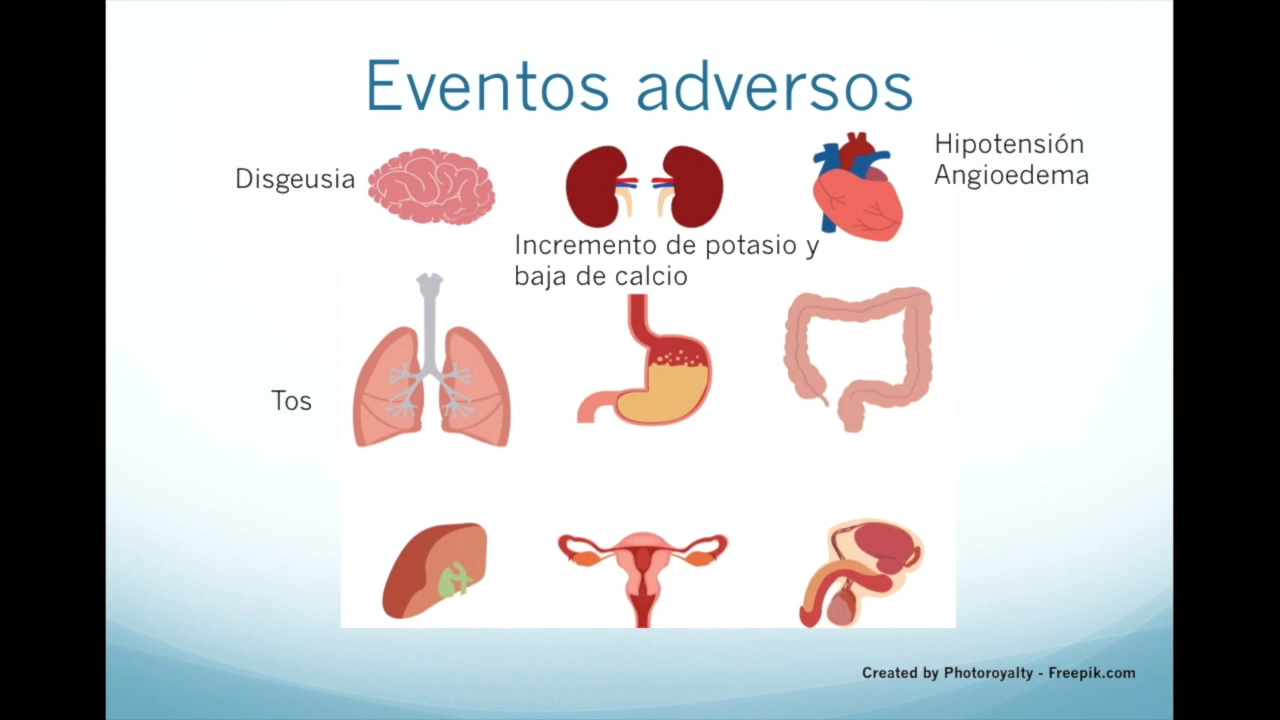 Eventos adversos
Disgeusia
Hipotensión
Angioedema
Incremento de potasio y
baja de calcio
Tos
Created by Photoroyalty - Freepik.com